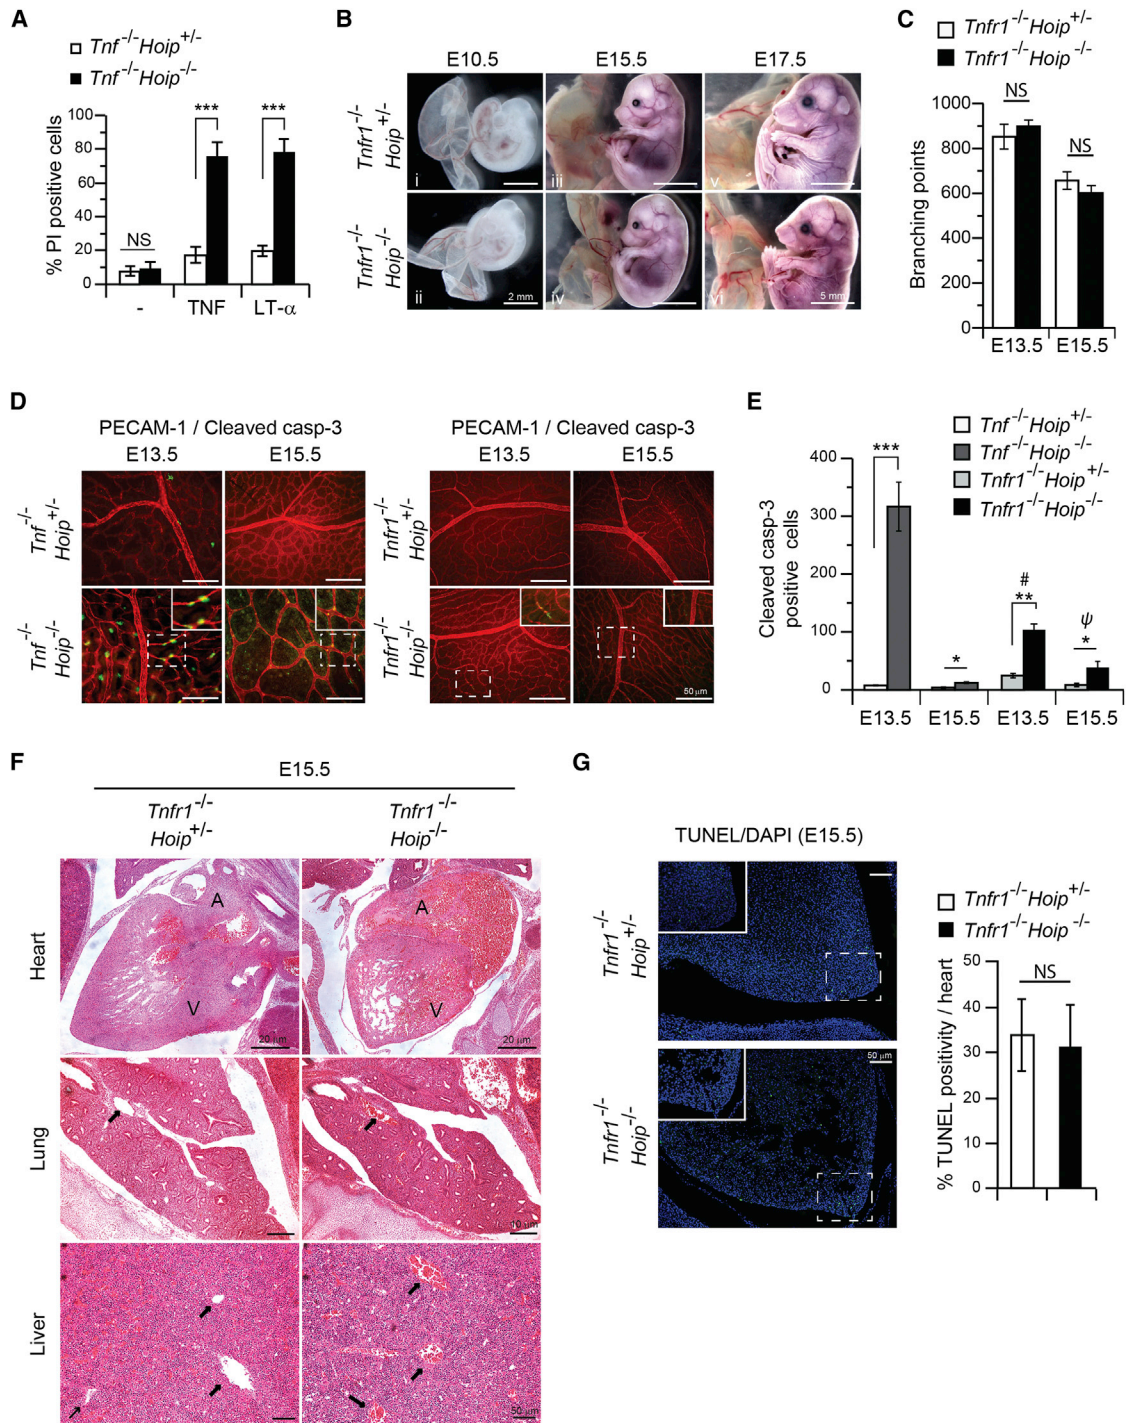 A
Tnf-/-Hoip+/-
Tnf-/-Hoip-/-
% PI positive cells
100
80
60
40
20
0
NS
***
***
-
TNF
LT-α
B
E10.5
E15.5
E17.5
Tnfr1-/-
Hoip+/-
Tnfr1-/-
Hoip-/-
i
iii
v
ii
iv
vi
2 mm
5 mm
C
Tnfr1-/-Hoip+/-
Tnfr1-/-Hoip-/-
Branching points
1000
800
600
400
200
0
NS
NS
E13.5
E15.5
D
PECAM-1 / Cleaved casp-3
E13.5
E15.5
Tnf-/-
Hoip+/-
Tnf-/-
Hoip-/-
PECAM-1 / Cleaved casp-3
E13.5
E15.5
Tnfr1-/-
Hoip+/-
Tnfr1-/-
Hoip-/-
50 µm
E
Tnf-/-Hoip+/-
Tnf-/-Hoip-/-
Tnfr1-/-Hoip+/-
Tnfr1-/-Hoip-/-
Cleaved casp-3
positive cells
400
300
200
100
0
***
*
#
**
ψ
*
E13.5
E15.5
E13.5
E15.5
F
E15.5
Tnfr1-/-
Hoip+/-
Tnfr1-/-
Hoip-/-
Heart
A
V
20 µm
A
V
20 µm
Lung
10 µm
Liver
50 µm
G
TUNEL/DAPI (E15.5)
Tnfr1-/-
Hoip+/-
Tnfr1-/-
Hoip-/-
50 µm
Tnfr1-/-Hoip+/-
Tnfr1-/-Hoip-/-
% TUNEL positivity / heart
50
40
30
20
10
0
NS